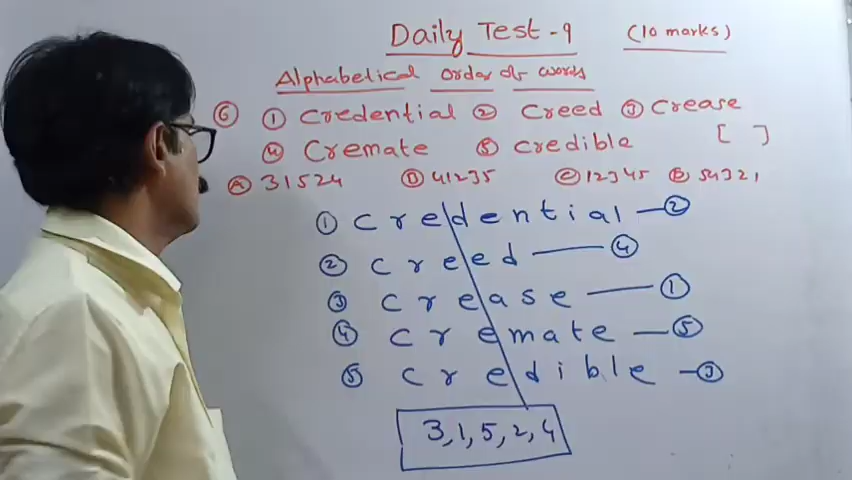 Daily Test - 9 (10 marks)
Alphabetical order of words
⑥ ① Credential ② Creed ③ Crease
④ Cremate ⑤ credible [ ]
Ⓐ 31524 Ⓑ 41235 Ⓒ 12345 Ⓓ 54321
① c r e d e n t i a l — ②
② c r e e d — ④
③ c r e a s e — ①
④ c r e m a t e — ⑤
⑤ c r e d i b l e — ③
3,1,5,2,4